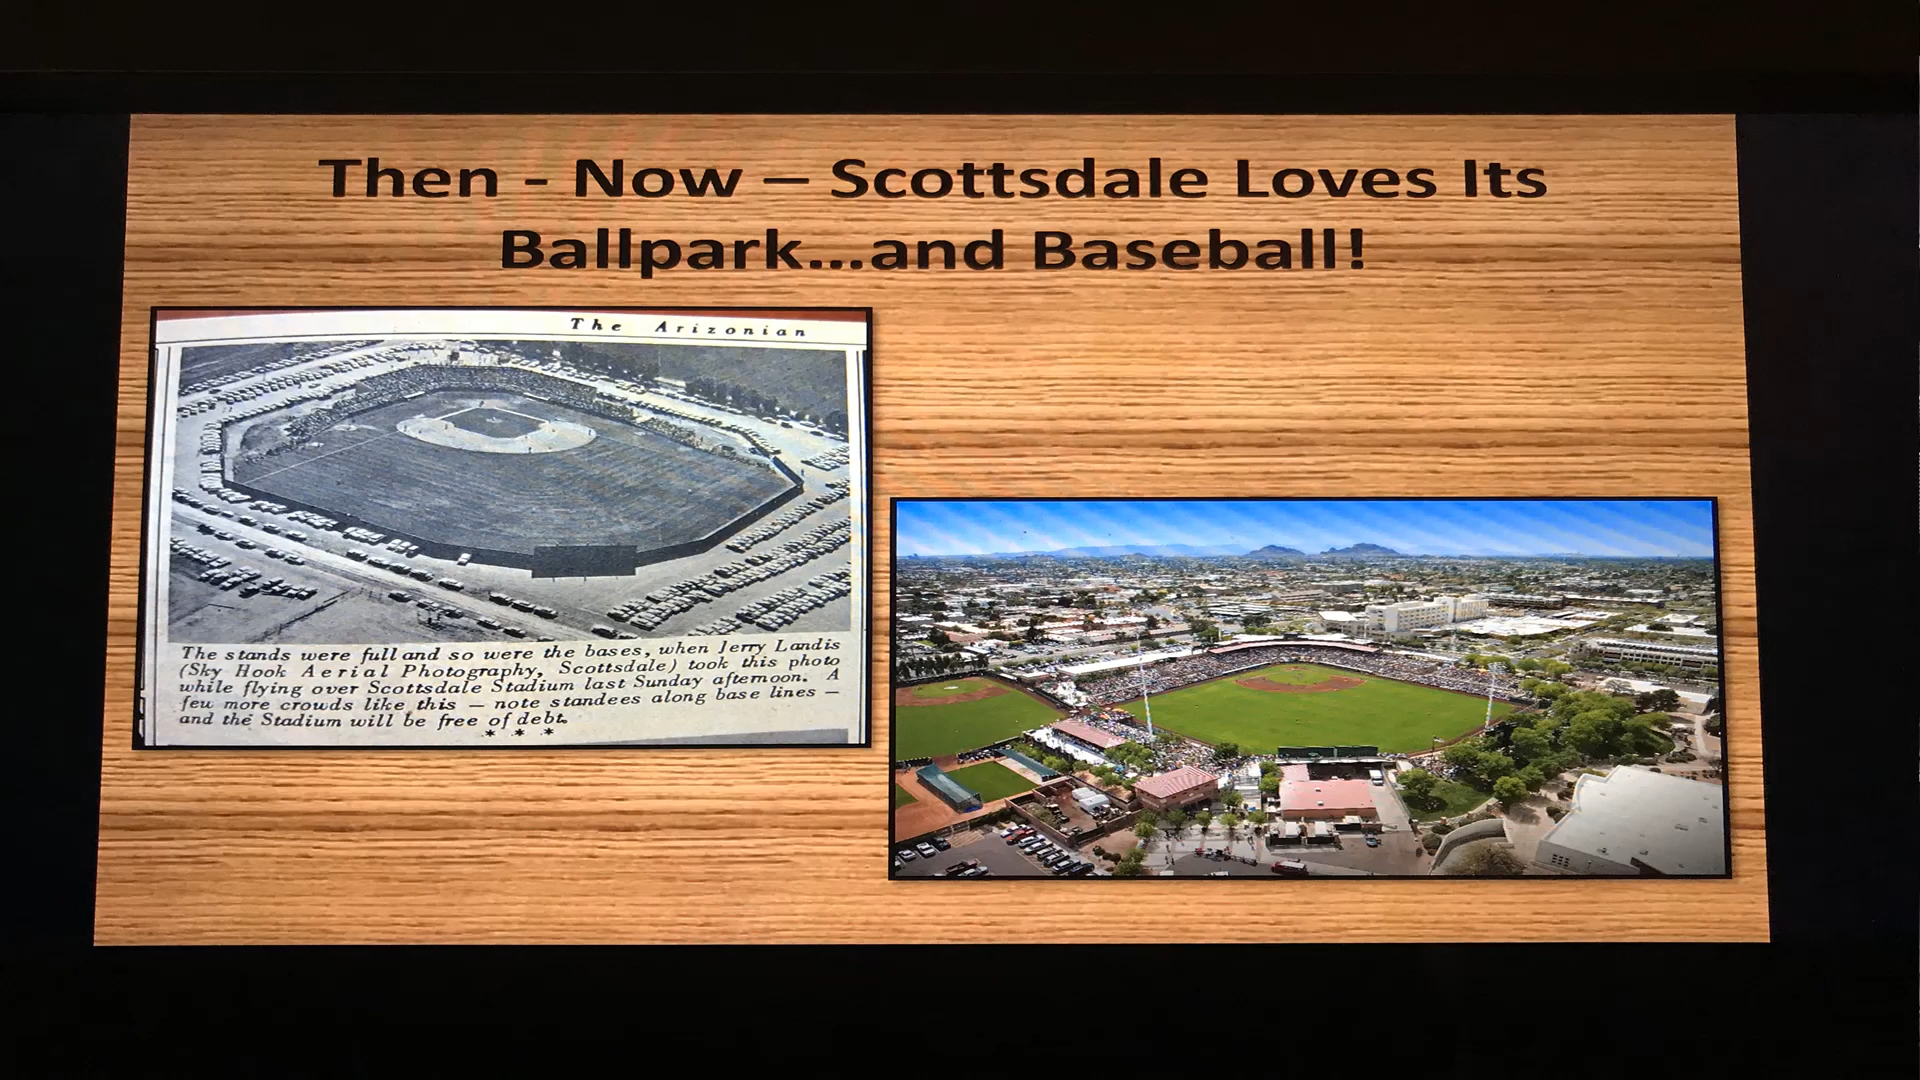 Then - Now – Scottsdale Loves Its
Ballpark...and Baseball!
The Arizonian
The stands were full and so were the bases, when Jerry Landis
(Sky Hook Aerial Photography, Scottsdale) took this photo
while flying over Scottsdale Stadium last Sunday afternoon. A
few more crowds like this — note standees along base lines —
and the Stadium will be free of debt.
* * *